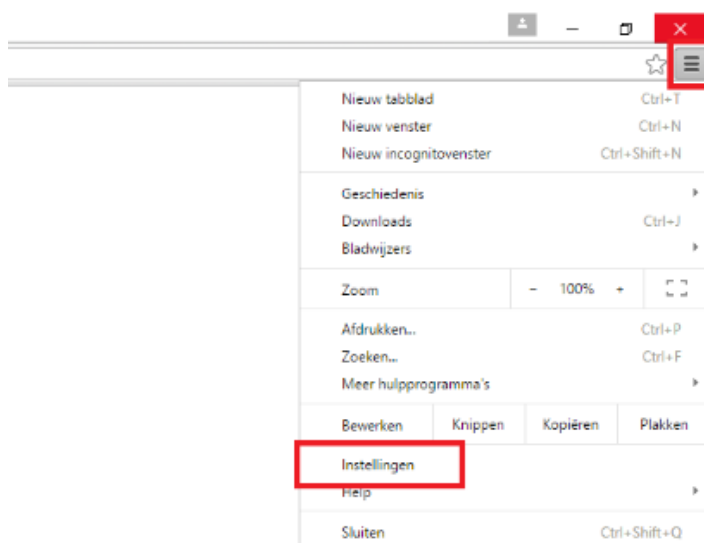 Nieuw tabblad Ctrl+T
Nieuw venster Ctrl+N
Nieuw incognitovenster Ctrl+Shift+N
Geschiedenis
Downloads Ctrl+J
Bladwijzers
Zoom - 100% +
Afdrukken... Ctrl+P
Zoeken... Ctrl+F
Meer hulpprogramma's
Bewerken Knippen Kopiëren Plakken
Instellingen
Help
Sluiten Ctrl+Shift+Q